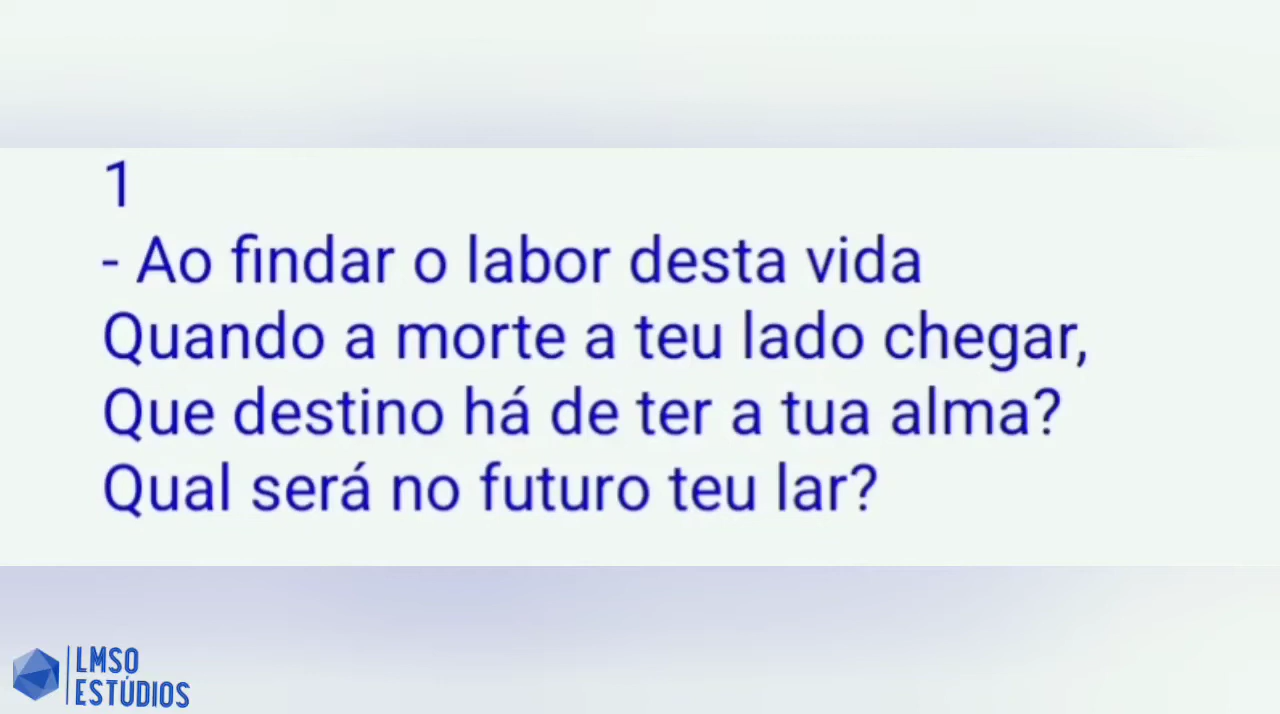 1
- Ao findar o labor desta vida
Quando a morte a teu lado chegar,
Que destino há de ter a tua alma?
Qual será no futuro teu lar?
LMSO
ESTÚDIOS